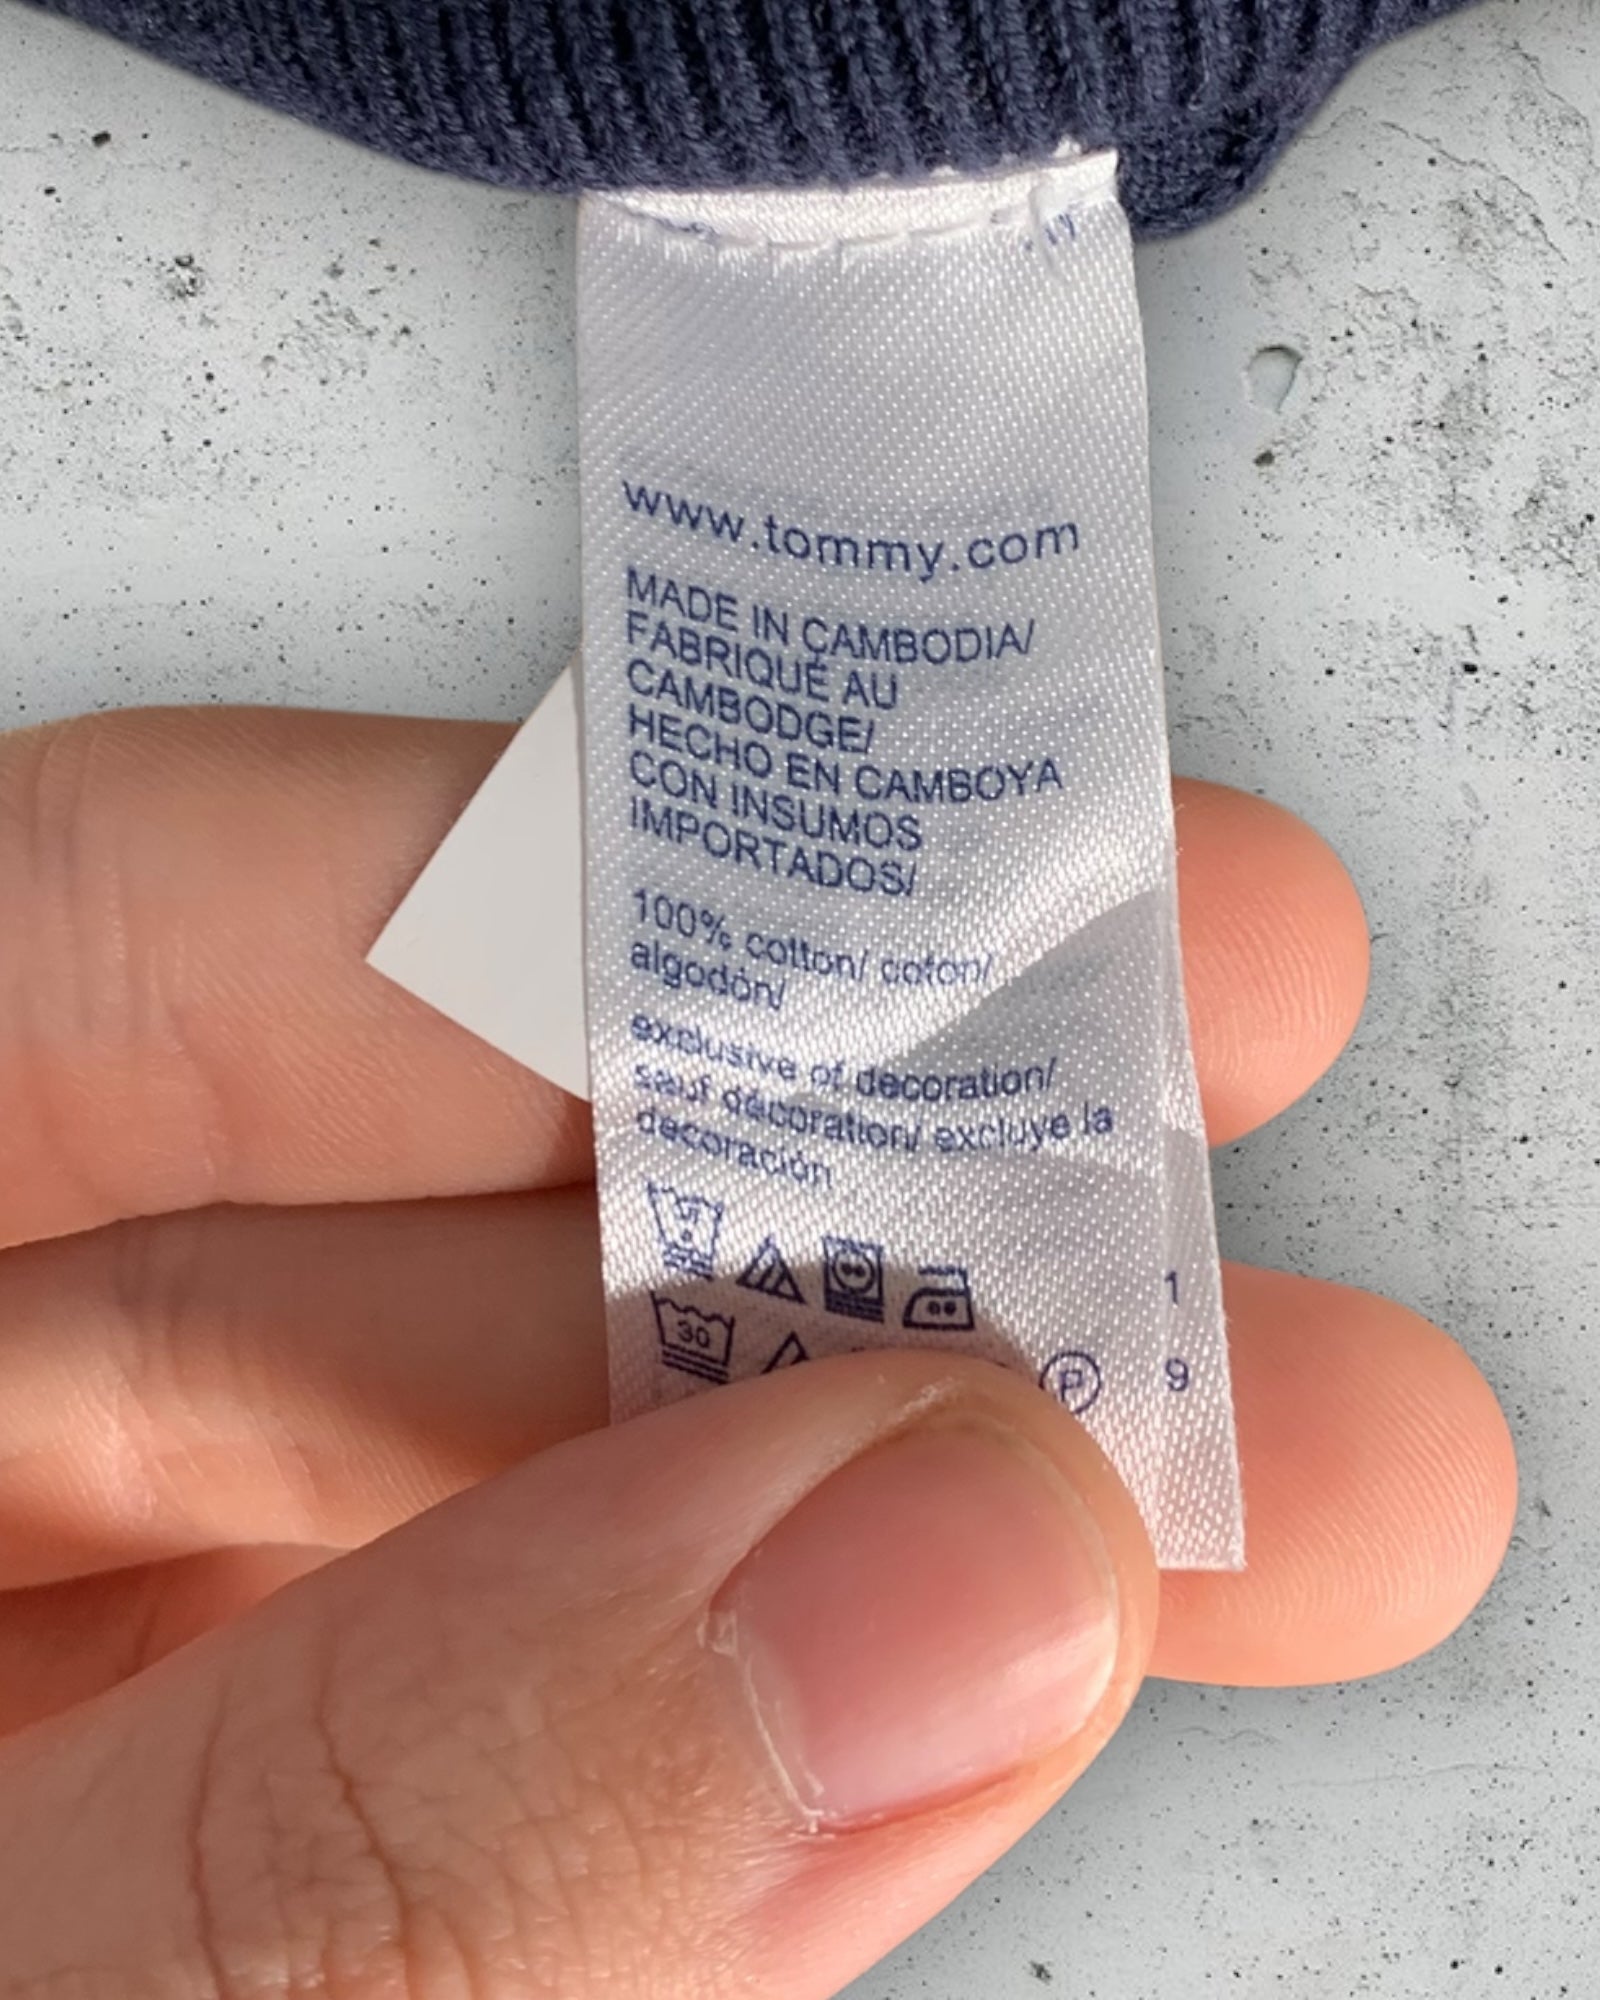 www.tommy.com
MADE IN CAMBODIA/
FABRIQUÉ AU
CAMBODGE/
HECHO EN CAMBOYA
CON INSUMOS
IMPORTADOS/
100% cotton/ coton/
algodón/
exclusive of decoration/
sauf décoration/ excluye la
decoración
1
30
P 9